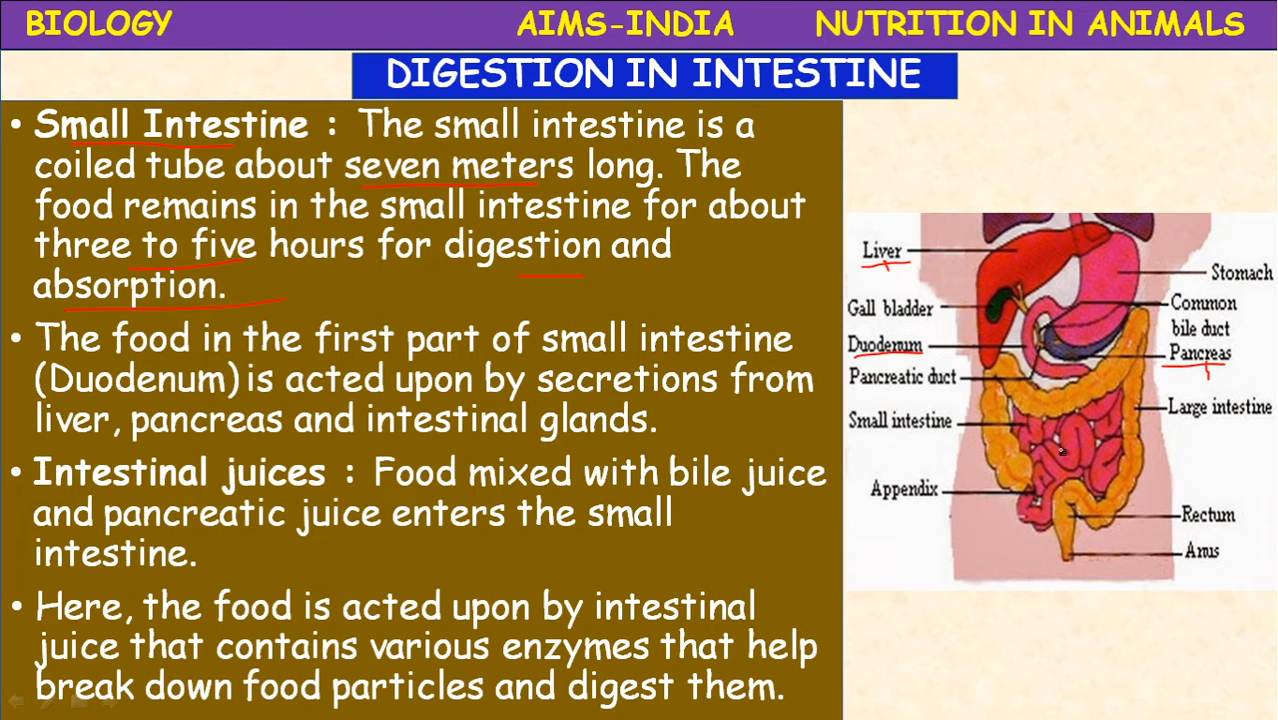 BIOLOGY AIMS-INDIA NUTRITION IN ANIMALS
DIGESTION IN INTESTINE
• Small Intestine : The small intestine is a
coiled tube about seven meters long. The
food remains in the small intestine for about
three to five hours for digestion and
absorption.
• The food in the first part of small intestine
(Duodenum) is acted upon by secretions from
liver, pancreas and intestinal glands.
• Intestinal juices : Food mixed with bile juice
and pancreatic juice enters the small
intestine.
• Here, the food is acted upon by intestinal
juice that contains various enzymes that help
break down food particles and digest them.
Liver
Gall bladder
Duodenum
Pancreatic duct
Small intestine
Appendix
Stomach
Common
bile duct
Pancreas
Large intestine
Rectum
Anus